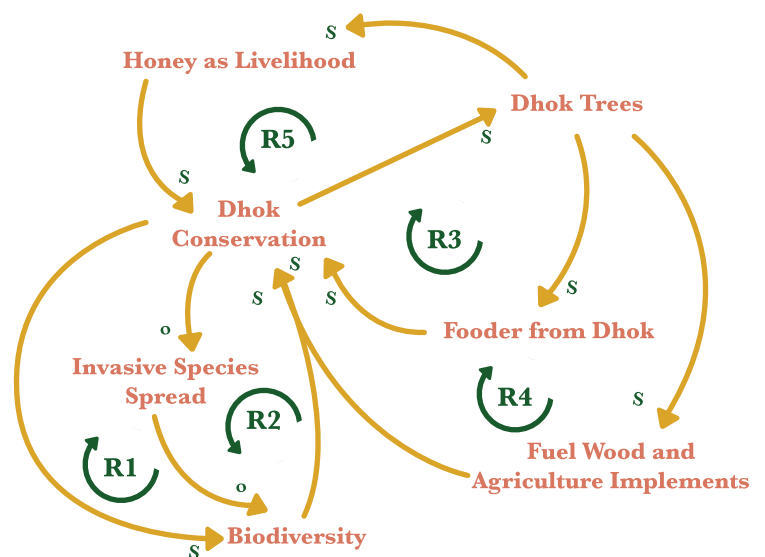 S
Honey as Livelihood
Dhok Trees
R5
S
S
Dhok
Conservation
R3
S
S
S
S
o
Fooder from Dhok
Invasive Species
Spread
R4
S
R2
Fuel Wood and
Agriculture Implements
R1
o
Biodiversity
S